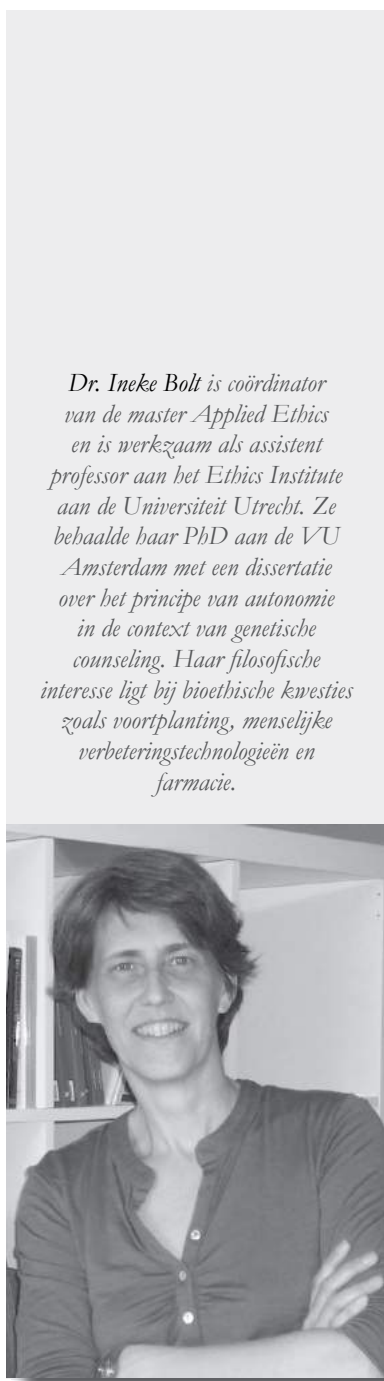 Dr. Ineke Bolt is coördinator
van de master Applied Ethics
en is werkzaam als assistent
professor aan het Ethics Institute
aan de Universiteit Utrecht. Ze
behaalde haar PhD aan de VU
Amsterdam met een dissertatie
over het principe van autonomie
in de context van genetische
counseling. Haar filosofische
interesse ligt bij bioethische kwesties
zoals voortplanting, menselijke
verbeteringstechnologieën en
farmacie.